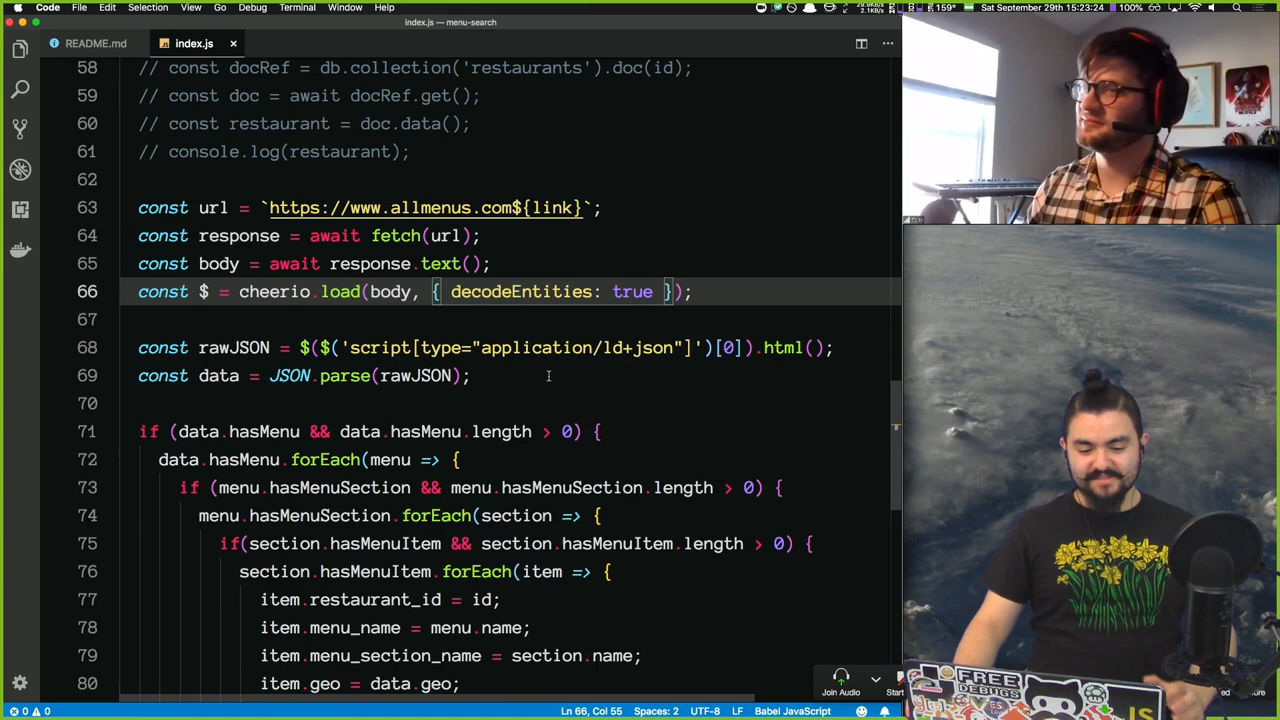 Code File Edit Selection View Go Debug Terminal Window Help
159° Sat September 29th 15:23:24 100%
index.js — menu-search
README.md
index.js
58 // const docRef = db.collection('restaurants').doc(id);
59 // const doc = await docRef.get();
60 // const restaurant = doc.data();
61 // console.log(restaurant);
62
63 const url = `https://www.allmenus.com${link}`;
64 const response = await fetch(url);
65 const body = await response.text();
66 const $ = cheerio.load(body, { decodeEntities: true });
67
68 const rawJSON = $($('script[type="application/ld+json"]')[0]).html();
69 const data = JSON.parse(rawJSON);
70
71 if (data.hasMenu && data.hasMenu.length > 0) {
72 data.hasMenu.forEach(menu => {
73 if (menu.hasMenuSection && menu.hasMenuSection.length > 0) {
74 menu.hasMenuSection.forEach(section => {
75 if(section.hasMenuItem && section.hasMenuItem.length > 0) {
76 section.hasMenuItem.forEach(item => {
77 item.restaurant_id = id;
78 item.menu_name = menu.name;
79 item.menu_section_name = section.name;
80 item.geo = data.geo;
Join Audio
FREE
DEBUGS
JS
0 0 Ln 66, Col 55 Spaces: 2 UTF-8 LF Babel JavaScript